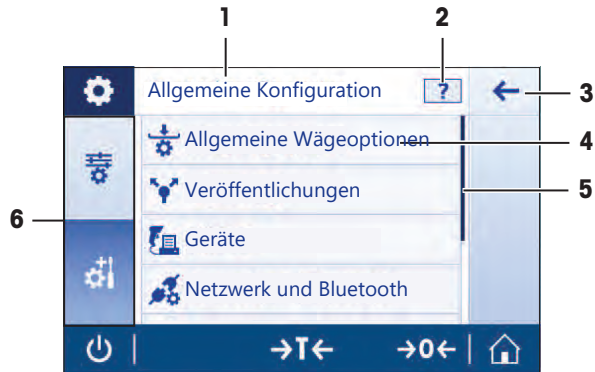 1 2
Allgemeine Konfiguration ? 3
Allgemeine Wägeoptionen 4
Veröffentlichungen 5
6
Geräte
Netzwerk und Bluetooth
→T← →0←